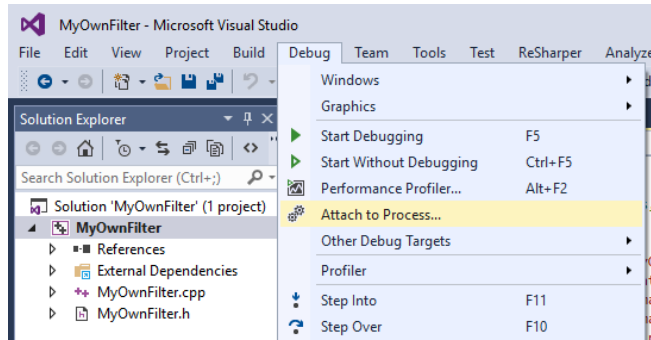 MyOwnFilter - Microsoft Visual Studio
File Edit View Project Build Debug Team Tools Test ReSharper Analyze
Windows
Graphics
Solution Explorer
Start Debugging F5
Start Without Debugging Ctrl+F5
Search Solution Explorer (Ctrl+;)
Performance Profiler... Alt+F2
Solution 'MyOwnFilter' (1 project)
Attach to Process...
MyOwnFilter
Other Debug Targets
References
External Dependencies
Profiler
MyOwnFilter.cpp
Step Into F11
MyOwnFilter.h
Step Over F10